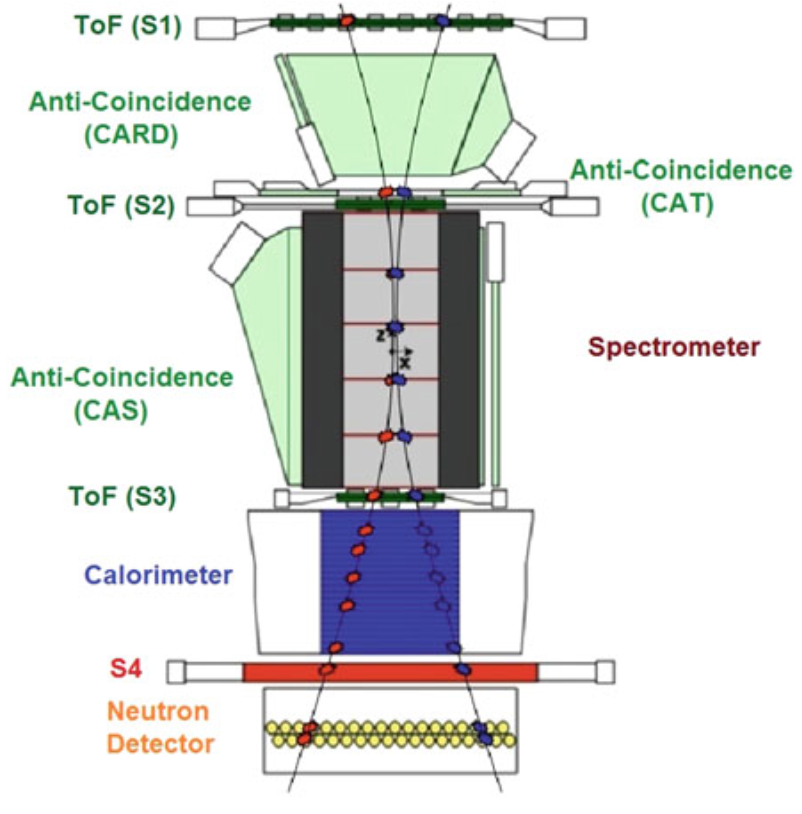 ToF (S1)
Anti-Coincidence
(CARD)
Anti-Coincidence
(CAT)
ToF (S2)
z
x
Spectrometer
Anti-Coincidence
(CAS)
ToF (S3)
Calorimeter
S4
Neutron
Detector